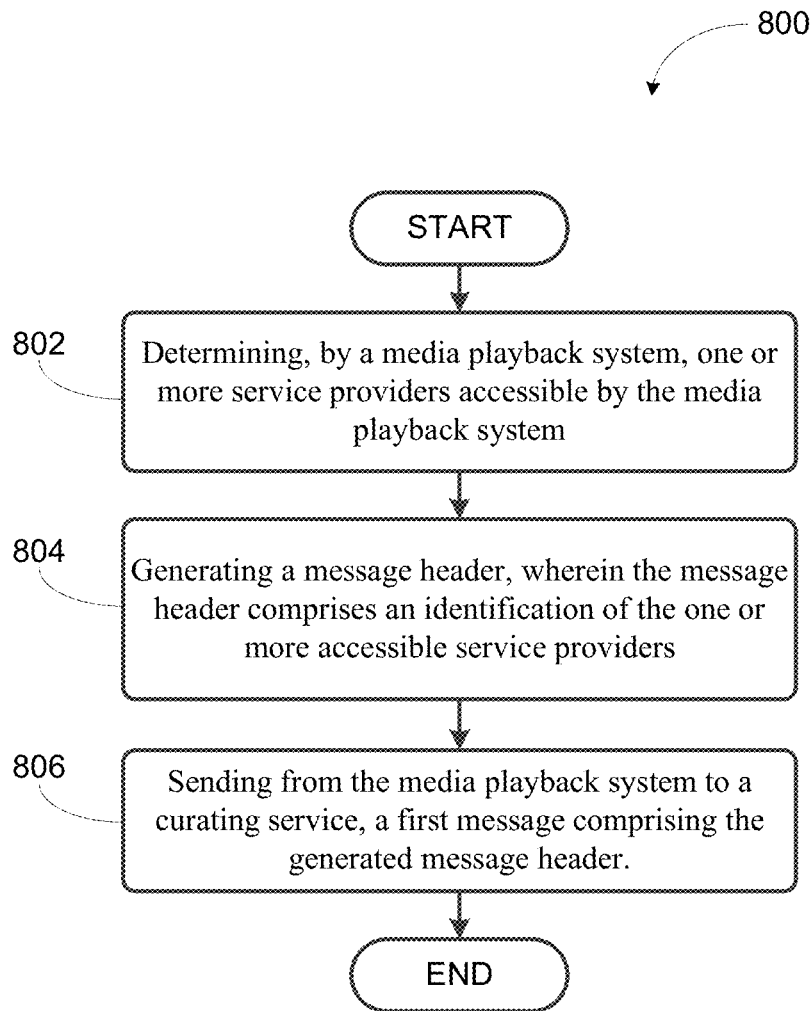 800
START
802
Determining, by a media playback system, one or
more service providers accessible by the media
playback system
804
Generating a message header, wherein the message
header comprises an identification of the one or
more accessible service providers
806
Sending from the media playback system to a
curating service, a first message comprising the
generated message header.
END